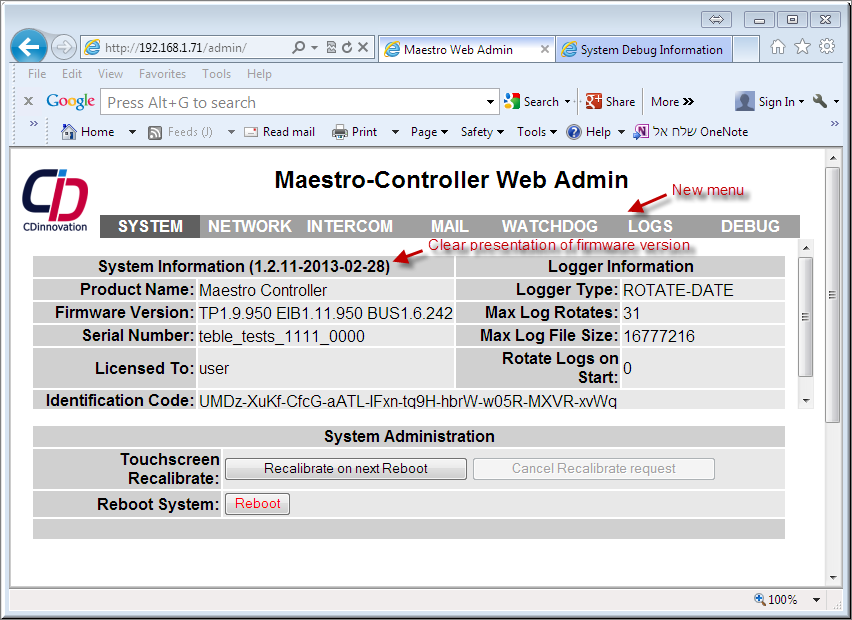 http://192.168.1.71/admin/
Maestro Web Admin
System Debug Information
File Edit View Favorites Tools Help
x Google Press Alt+G to search Search Share More » Sign In
» Home Feeds (J) Read mail Print Page Safety Tools Help שלח אל OneNote »
Maestro-Controller Web Admin
New menu
CDinnovation
SYSTEM NETWORK INTERCOM MAIL WATCHDOG LOGS DEBUG
Clear presentation of firmware version
System Information (1.2.11-2013-02-28) Logger Information
Product Name: Maestro Controller Logger Type: ROTATE-DATE
Firmware Version: TP1.9.950 EIB1.11.950 BUS1.6.242 Max Log Rotates: 31
Serial Number: teble_tests_1111_0000 Max Log File Size: 16777216
Licensed To: user Rotate Logs on
Start: 0
Identification Code: UMDz-XuKf-CfcG-aATL-IFxn-tq9H-hbrW-w05R-MXVR-xvWq
System Administration
Touchscreen
Recalibrate: Recalibrate on next Reboot Cancel Recalibrate request
Reboot System: Reboot
100%